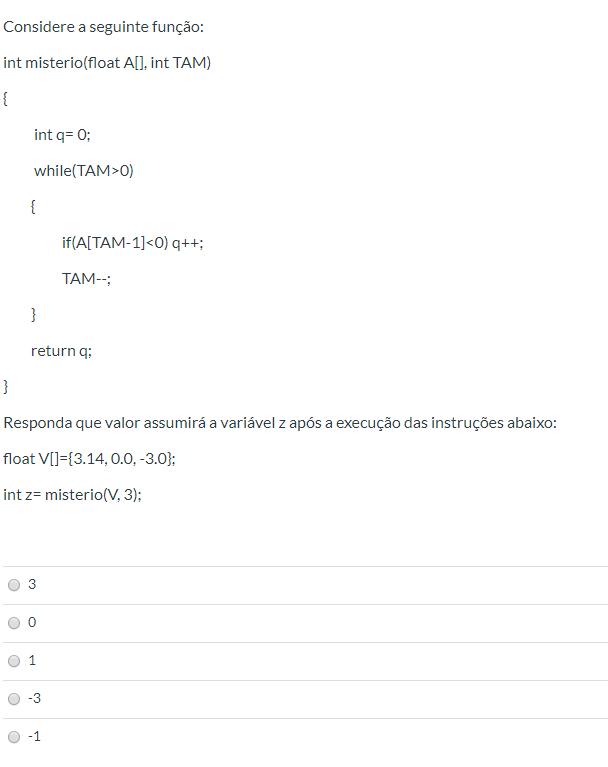 Considere a seguinte função:
int misterio(float A[], int TAM)
{
int q= 0;
while(TAM>0)
{
if(A[TAM-1]<0) q++;
TAM--;
}
return q;
}
Responda que valor assumirá a variável z após a execução das instruções abaixo:
float V[]={3.14, 0.0, -3.0};
int z= misterio(V, 3);
3
0
1
-3
-1